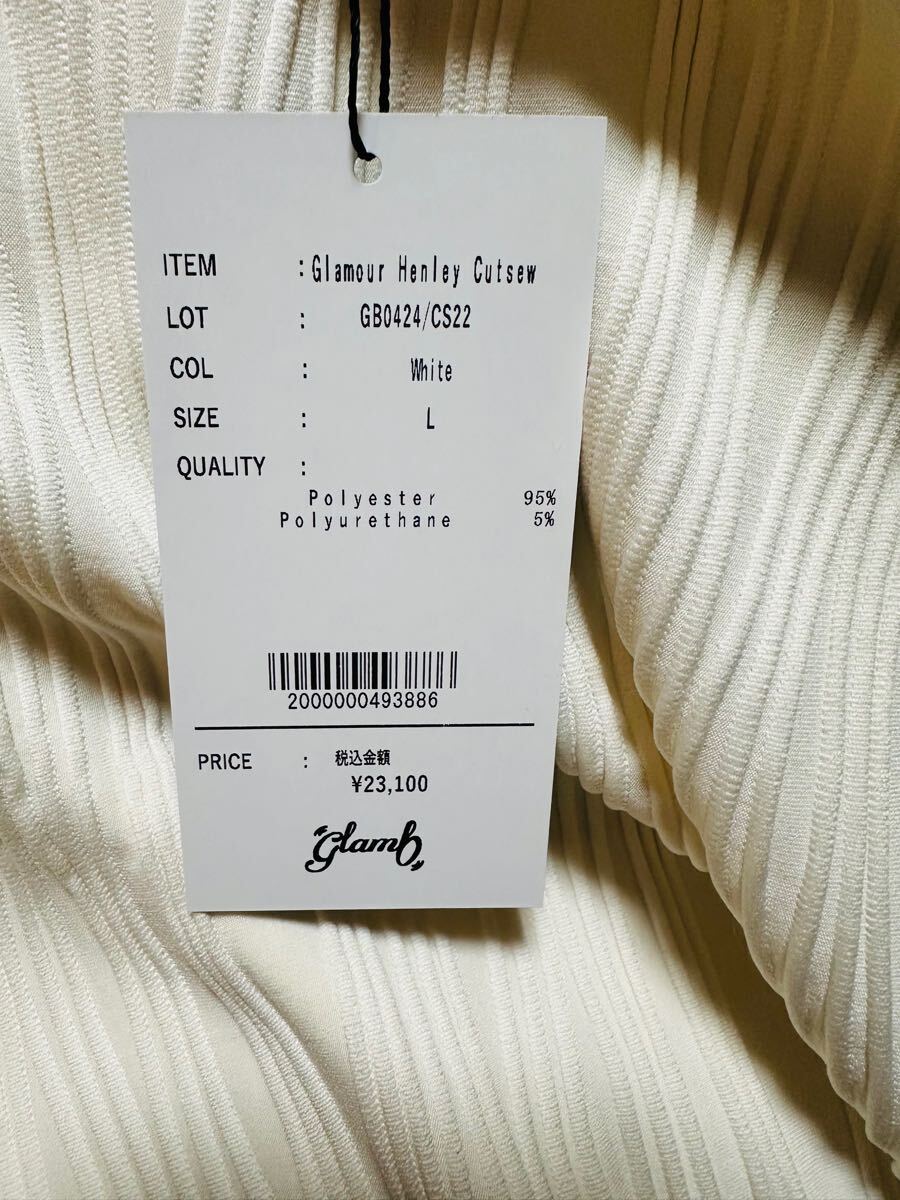 ITEM : Glamour Henley Cutsew
LOT : GB0424/CS22
COL : White
SIZE : L
QUALITY :
Polyester 95%
Polyurethane 5%
2000000493886
PRICE : 税込金額
¥23,100
glamb